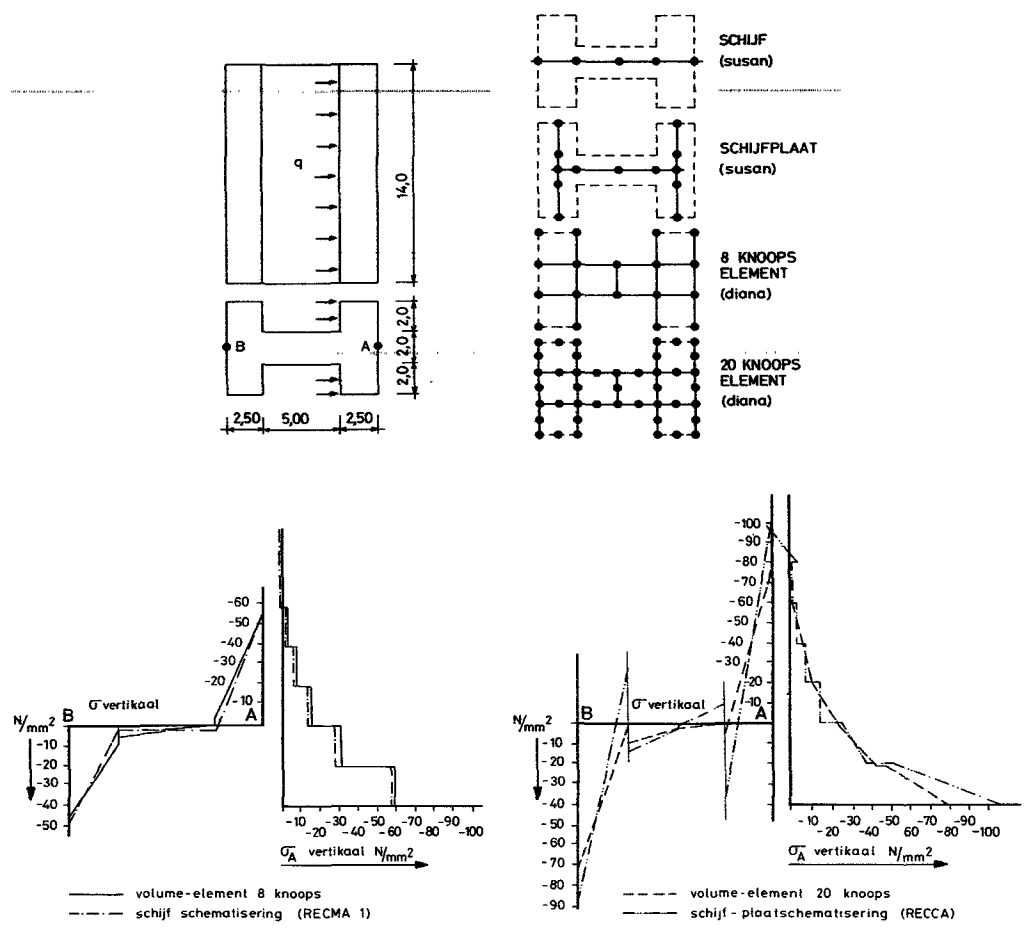 q
14,0
B
A
2,0
2,0
2,0
2,50
5,00
2,50
SCHIJF
(susan)
SCHIJFPLAAT
(susan)
8 KNOOPS
ELEMENT
(diana)
20 KNOOPS
ELEMENT
(diana)
-60
-50
-40
-30
-20
-10
B
σ vertikaal
A
N/mm²
-10
-20
-30
-40
-50
-10
-20
-30
-40
-50
-60
-70
-80
-90
-100
σA vertikaal N/mm²
volume-element 8 knoops
schijf schematisering (RECMA 1)
-100
-90
-80
-70
-60
-50
-40
-30
-20
-10
B
σ vertikaal
A
N/mm²
-10
-20
-30
-40
-50
-60
-70
-80
-90
-10
-20
-30
-40
-50
-60
-70
-80
-90
-100
σA vertikaal N/mm²
volume-element 20 knoops
schijf-plaatschematisering (RECCA)